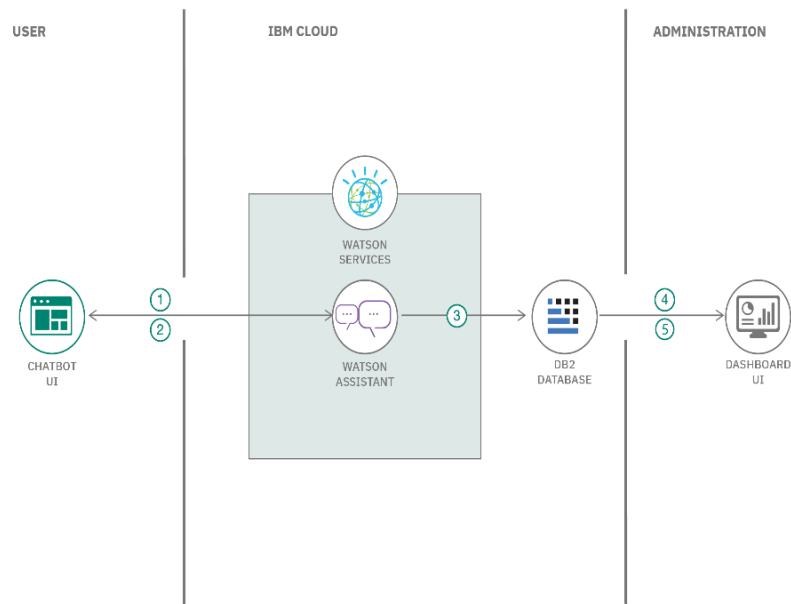 USER
IBM CLOUD
ADMINISTRATION
WATSON
SERVICES
1
2
3
4
5
CHATBOT
UI
WATSON
ASSISTANT
DB2
DATABASE
DASHBOARD
UI